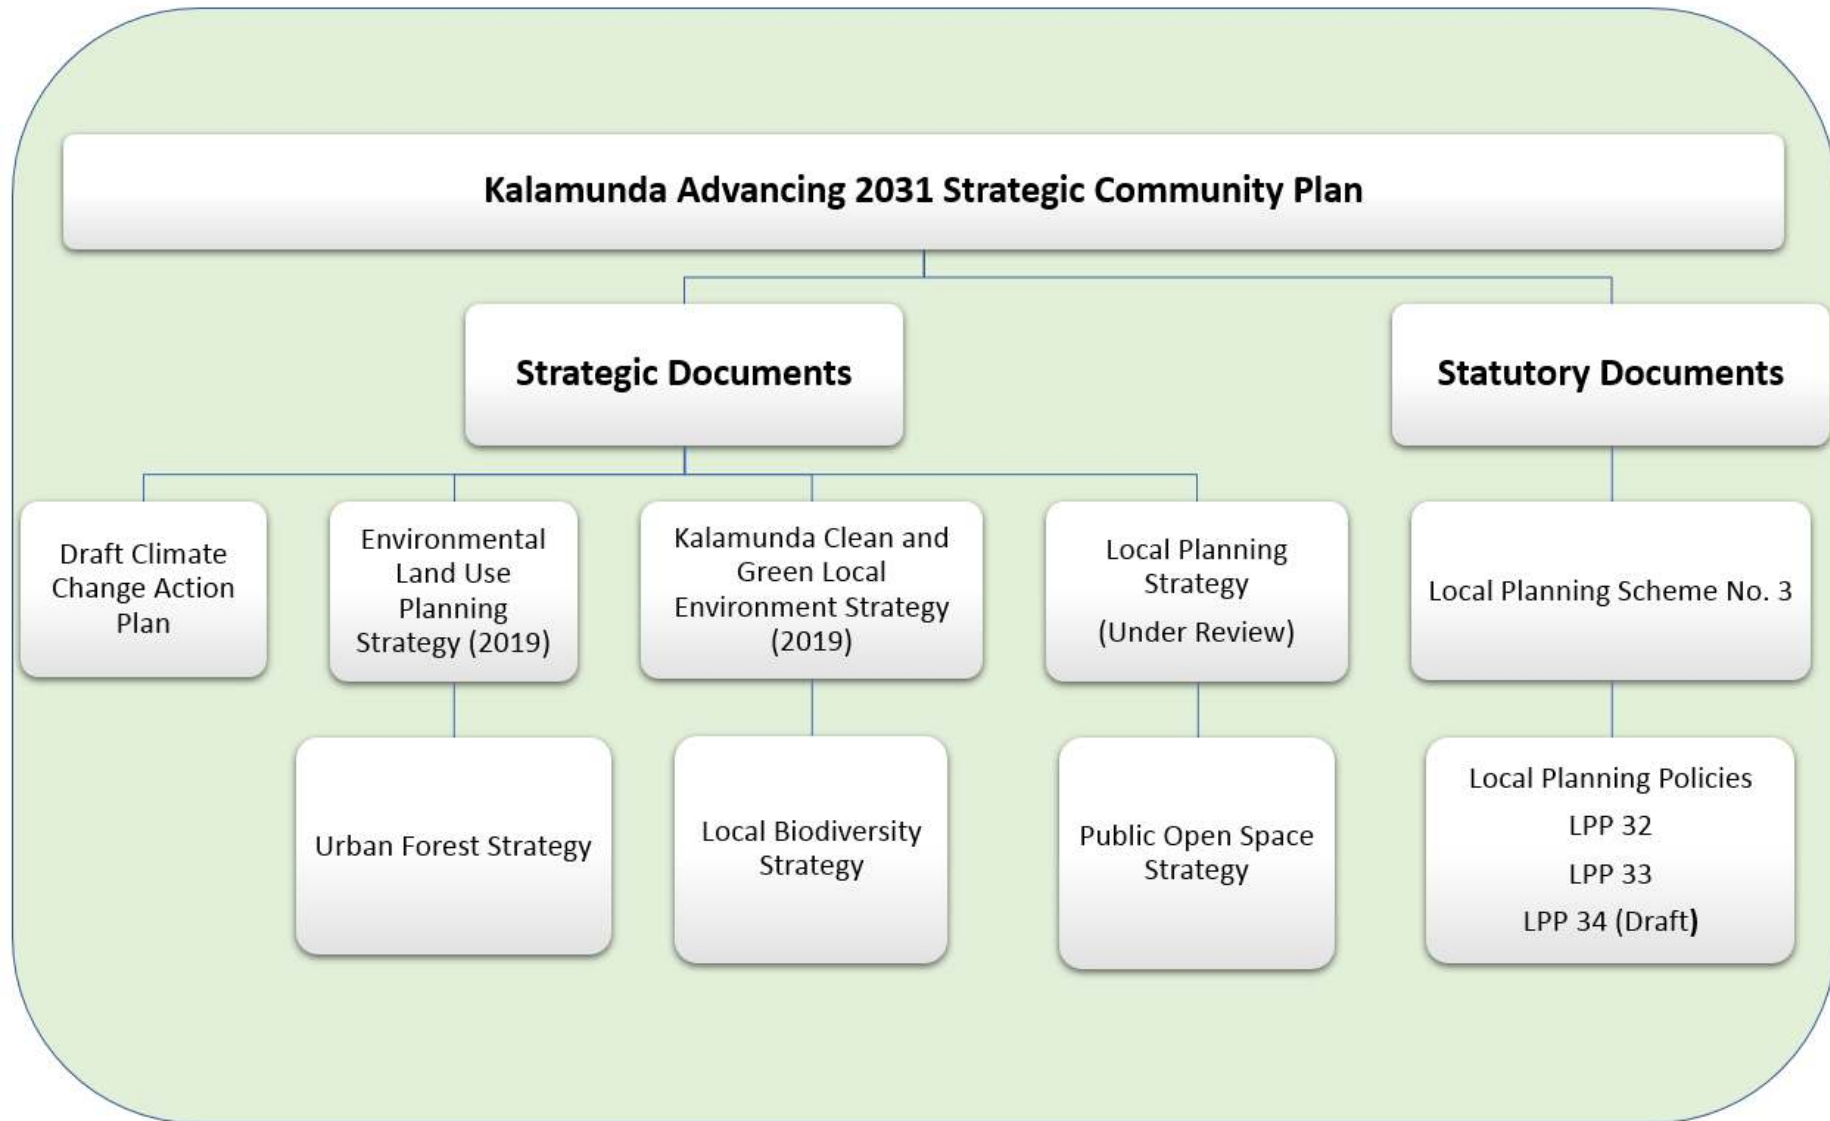 Kalamunda Advancing 2031 Strategic Community Plan
Strategic Documents
Statutory Documents
Draft Climate
Change Action
Plan
Environmental
Land Use
Planning
Strategy (2019)
Kalamunda Clean and
Green Local
Environment Strategy
(2019)
Local Planning
Strategy
(Under Review)
Local Planning Scheme No. 3
Urban Forest Strategy
Local Biodiversity
Strategy
Public Open Space
Strategy
Local Planning Policies
LPP 32
LPP 33
LPP 34 (Draft)